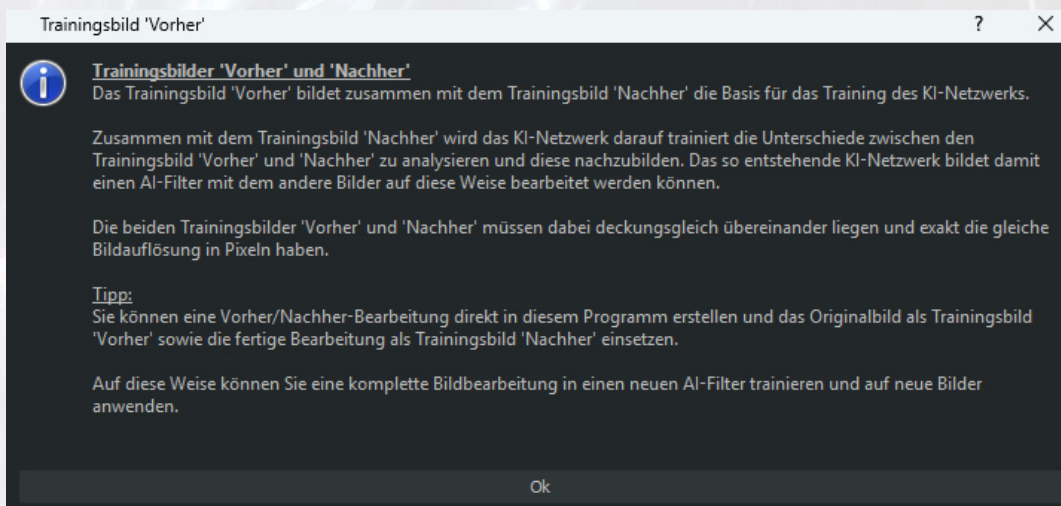 Trainingsbild 'Vorher'
Trainingsbilder 'Vorher' und 'Nachher'
Das Trainingsbild 'Vorher' bildet zusammen mit dem Trainingsbild 'Nachher' die Basis für das Training des KI-Netzwerks.
Zusammen mit dem Trainingsbild 'Nachher' wird das KI-Netzwerk darauf trainiert die Unterschiede zwischen den
Trainingsbild 'Vorher' und 'Nachher' zu analysieren und diese nachzubilden. Das so entstehende KI-Netzwerk bildet damit
einen AI-Filter mit dem andere Bilder auf diese Weise bearbeitet werden können.
Die beiden Trainingsbilder 'Vorher' und 'Nachher' müssen dabei deckungsgleich übereinander liegen und exakt die gleiche
Bildauflösung in Pixeln haben.
Tipp:
Sie können eine Vorher/Nachher-Bearbeitung direkt in diesem Programm erstellen und das Originalbild als Trainingsbild
'Vorher' sowie die fertige Bearbeitung als Trainingsbild 'Nachher' einsetzen.
Auf diese Weise können Sie eine komplette Bildbearbeitung in einen neuen AI-Filter trainieren und auf neue Bilder
anwenden.
Ok